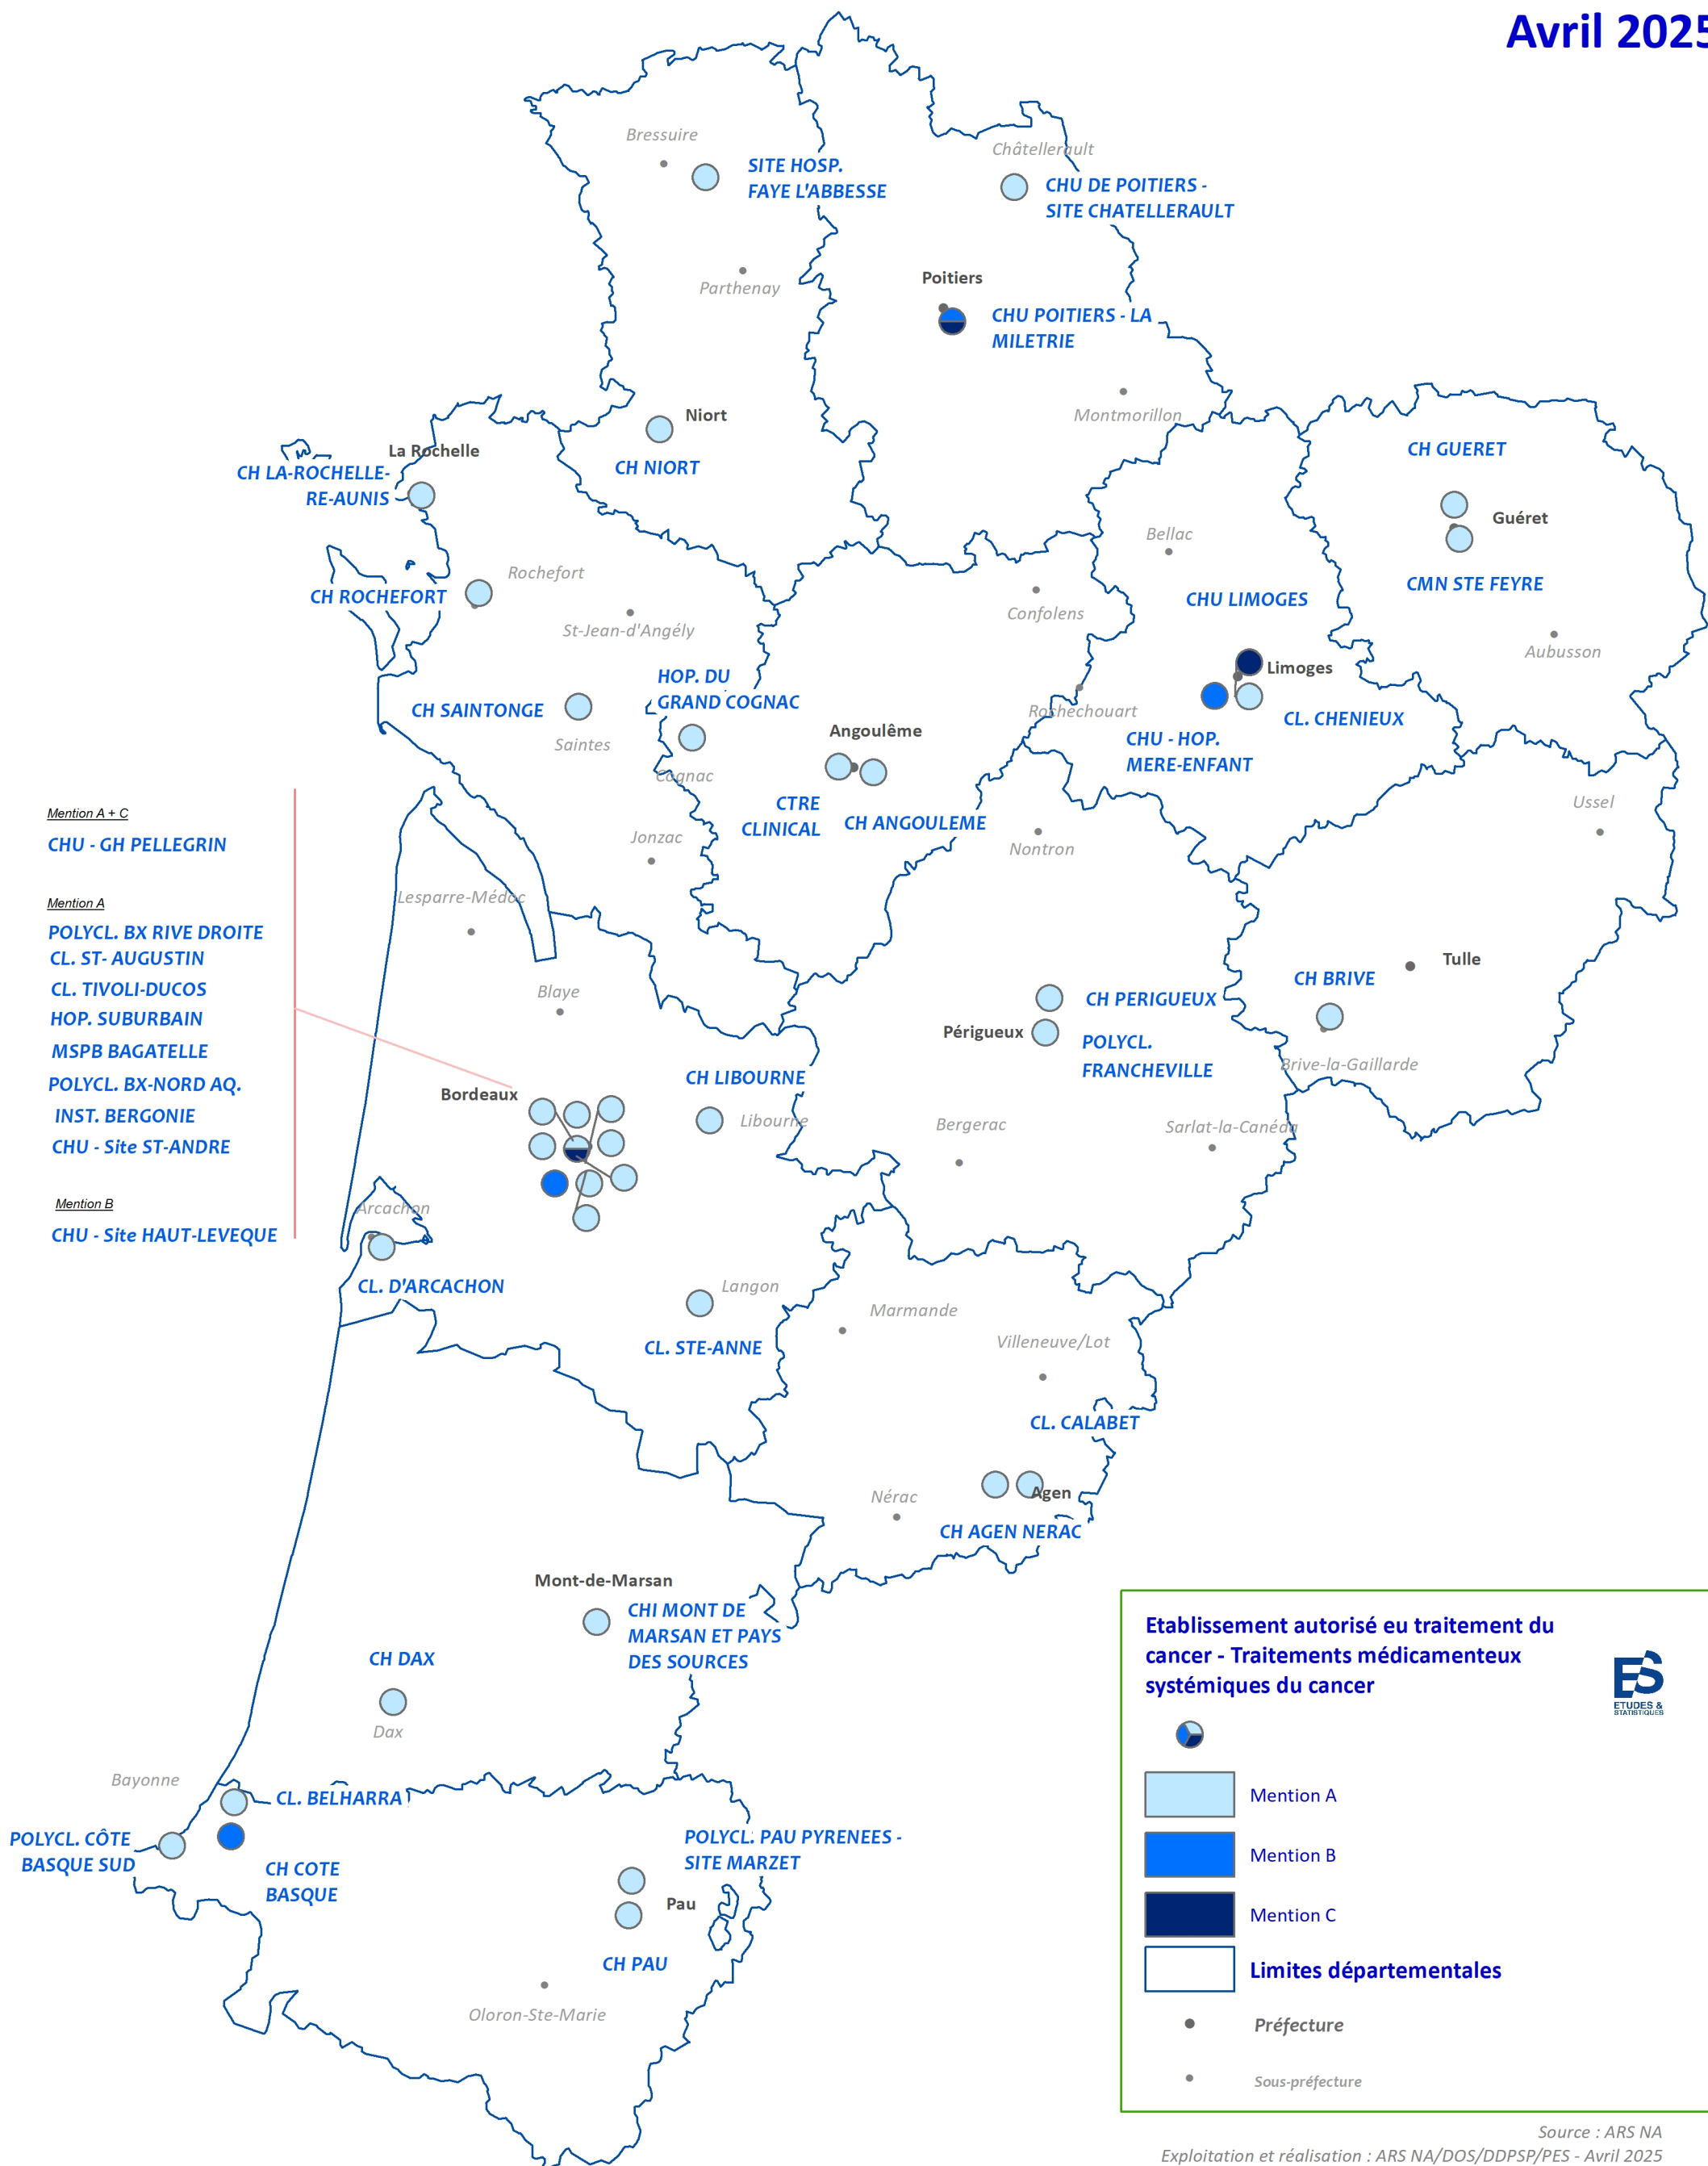 Avril 2025
Bressuire
SITE HOSP.
FAYE L'ABBESSE
Châtellerault
CHU DE POITIERS -
SITE CHATELLERAULT
Parthenay
Poitiers
CHU POITIERS - LA
MILETRIE
Montmorillon
Niort
CH NIORT
La Rochelle
CH LA-ROCHELLE-
RE-AUNIS
CH GUERET
Guéret
CMN STE FEYRE
Aubusson
Bellac
Rochefort
CH ROCHEFORT
St-Jean-d'Angély
Confolens
CHU LIMOGES
Limoges
CL. CHENIEUX
CHU - HOP.
MERE-ENFANT
Rochechouart
HOP. DU
GRAND COGNAC
CH SAINTONGE
Saintes
Cognac
Angoulême
CTRE
CLINICAL
CH ANGOULEME
Jonzac
Nontron
Ussel
Mention A + C
CHU - GH PELLEGRIN
Mention A
POLYCL. BX RIVE DROITE
CL. ST- AUGUSTIN
CL. TIVOLI-DUCOS
HOP. SUBURBAIN
MSPB BAGATELLE
POLYCL. BX-NORD AQ.
INST. BERGONIE
CHU - Site ST-ANDRE
Mention B
CHU - Site HAUT-LEVEQUE
Lesparre-Médoc
Blaye
Tulle
CH BRIVE
Brive-la-Gaillarde
CH PERIGUEUX
Périgueux
POLYCL.
FRANCHEVILLE
Bordeaux
CH LIBOURNE
Libourne
Bergerac
Sarlat-la-Canéda
Arcachon
CL. D'ARCACHON
Langon
CL. STE-ANNE
Marmande
Villeneuve/Lot
CL. CALABET
Nérac
Agen
CH AGEN NERAC
Mont-de-Marsan
CHI MONT DE
MARSAN ET PAYS
DES SOURCES
CH DAX
Dax
Bayonne
CL. BELHARRA
POLYCL. CÔTE
BASQUE SUD
CH COTE
BASQUE
POLYCL. PAU PYRENEES -
SITE MARZET
Pau
CH PAU
Oloron-Ste-Marie
Etablissement autorisé eu traitement du
cancer - Traitements médicamenteux
systémiques du cancer
ES
ETUDES &
STATISTIQUES
Mention A
Mention B
Mention C
Limites départementales
Préfecture
Sous-préfecture
Source : ARS NA
Exploitation et réalisation : ARS NA/DOS/DDPSP/PES - Avril 2025